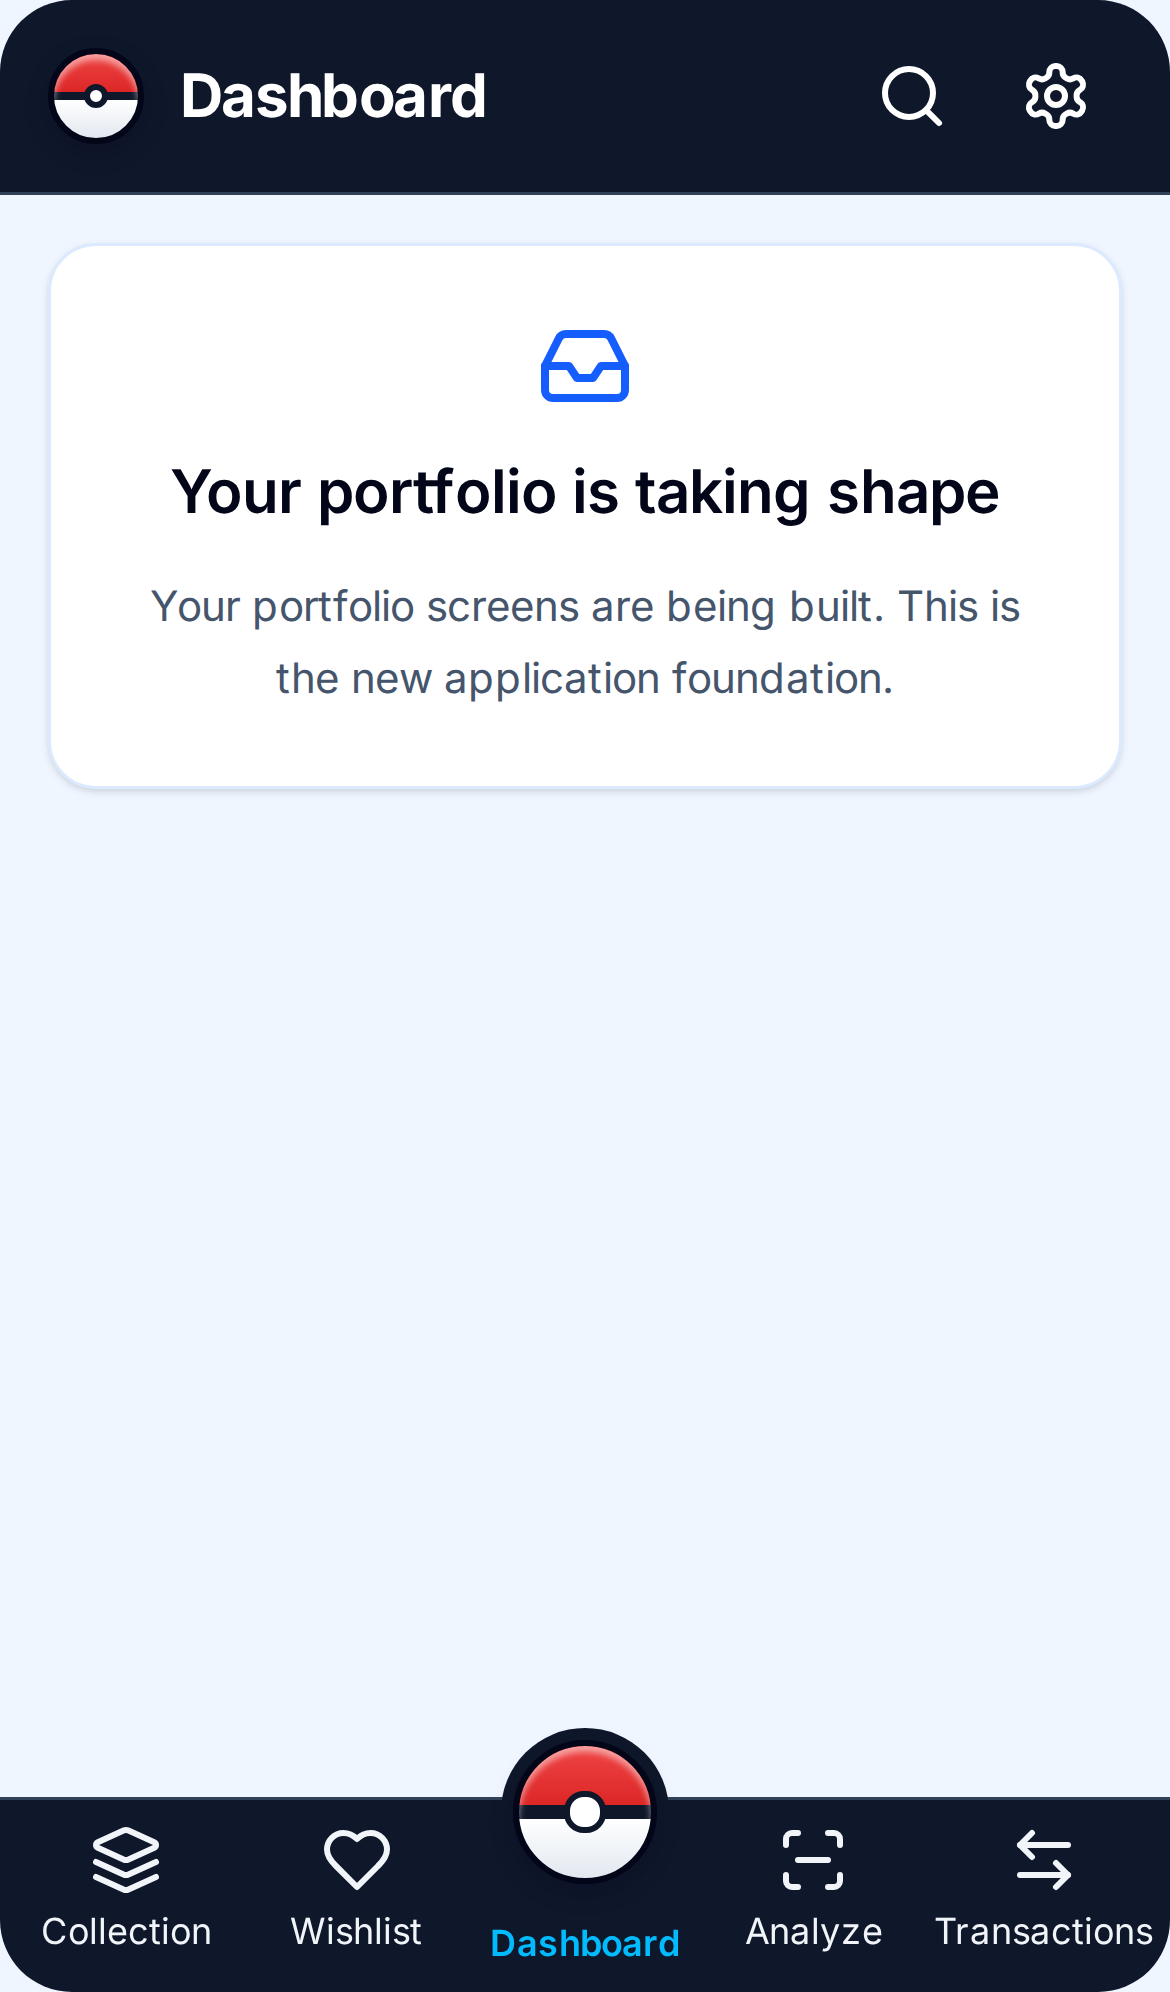 Dashboard
Your portfolio is taking shape
Your portfolio screens are being built. This is
the new application foundation.
Collection
Wishlist
Dashboard
Analyze
Transactions